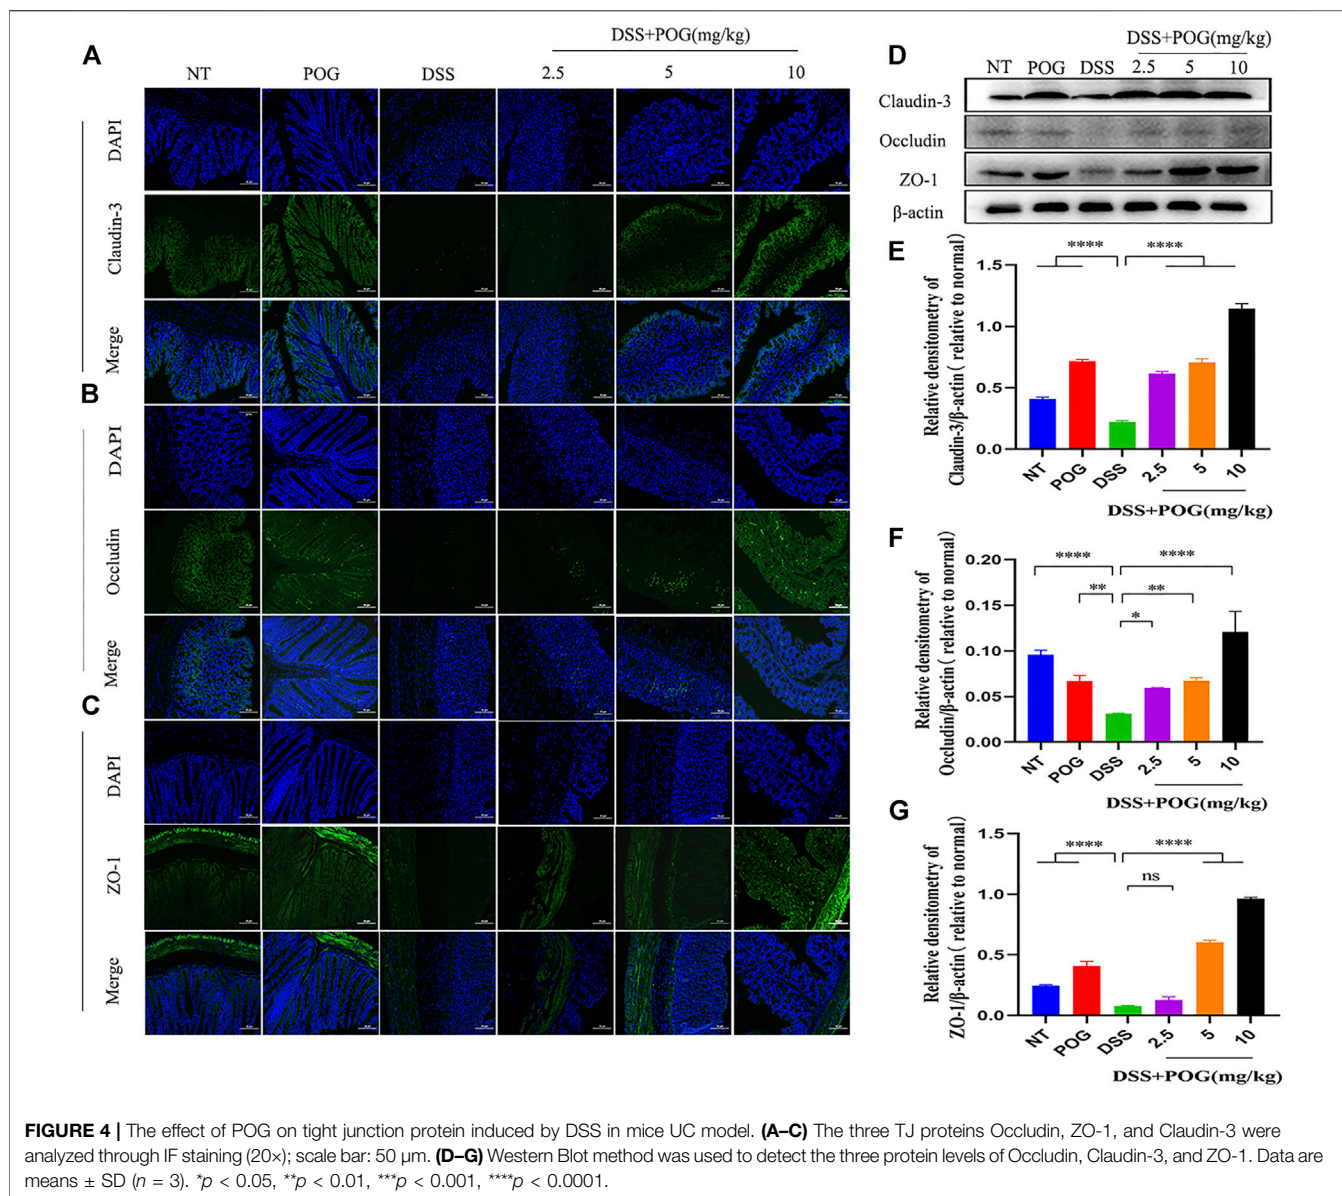 A
DSS+POG(mg/kg)
NT POG DSS 2.5 5 10
DAPI
Claudin-3
Merge
B
DAPI
Occludin
Merge
C
DAPI
ZO-1
Merge
D
DSS+POG(mg/kg)
NT POG DSS 2.5 5 10
Claudin-3
Occludin
ZO-1
β-actin
E
Relative densitometry of
Claudin-3/β-actin( relative to normal)
1.5
1.0
0.5
0.0
**** ****
NT POG DSS 2.5 5 10
DSS+POG(mg/kg)
F
Relative densitometry of
Occludin/β-actin( relative to normal)
0.20
0.15
0.10
0.05
0.00
**** ****
** **
*
NT POG DSS 2.5 5 10
DSS+POG(mg/kg)
G
Relative densitometry of
ZO-1/β-actin( relative to normal)
1.5
1.0
0.5
0.0
**** ****
ns
NT POG DSS 2.5 5 10
DSS+POG(mg/kg)
FIGURE 4 | The effect of POG on tight junction protein induced by DSS in mice UC model. (A–C) The three TJ proteins Occludin, ZO-1, and Claudin-3 were
analyzed through IF staining (20×); scale bar: 50 μm. (D–G) Western Blot method was used to detect the three protein levels of Occludin, Claudin-3, and ZO-1. Data are
means ± SD (n = 3). *p < 0.05, **p < 0.01, ***p < 0.001, ****p < 0.0001.